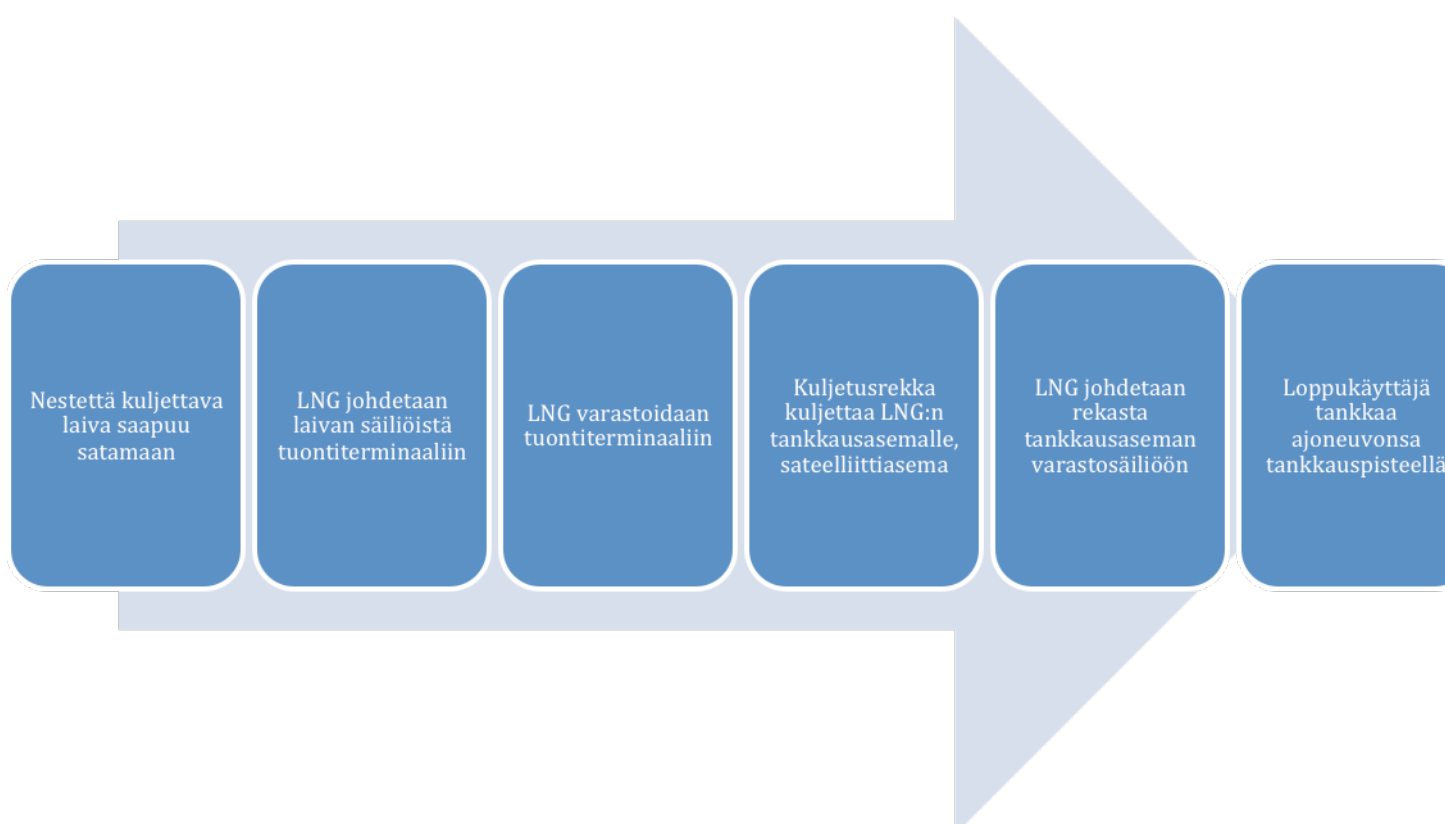 Nestettä kuljettava
laiva saapuu
satamaan
LNG johdetaan
laivan säiliöistä
tuontiterminaaliin
LNG varastoidaan
tuontiterminaaliin
Kuljetusrekka
kuljettaa LNG:n
tankkausasemalle,
sateelliittiasema
LNG johdetaan
rekasta
tankkausaseman
varastosäiliöön
Loppukäyttäjä
tankkaa
ajoneuvonsa
tankkauspisteellä